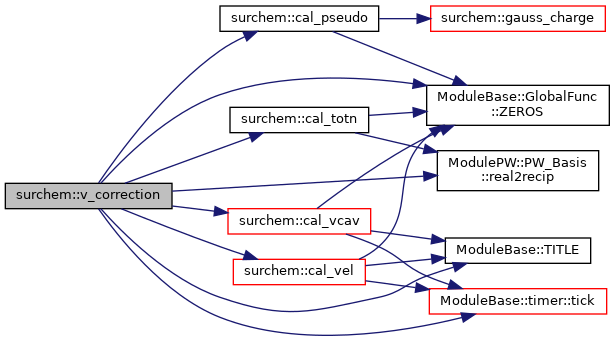 surchem::v_correction
surchem::cal_pseudo
surchem::gauss_charge
ModuleBase::GlobalFunc
::ZEROS
surchem::cal_totn
ModulePW::PW_Basis
::real2recip
surchem::cal_vcav
ModuleBase::TITLE
surchem::cal_vel
ModuleBase::timer::tick